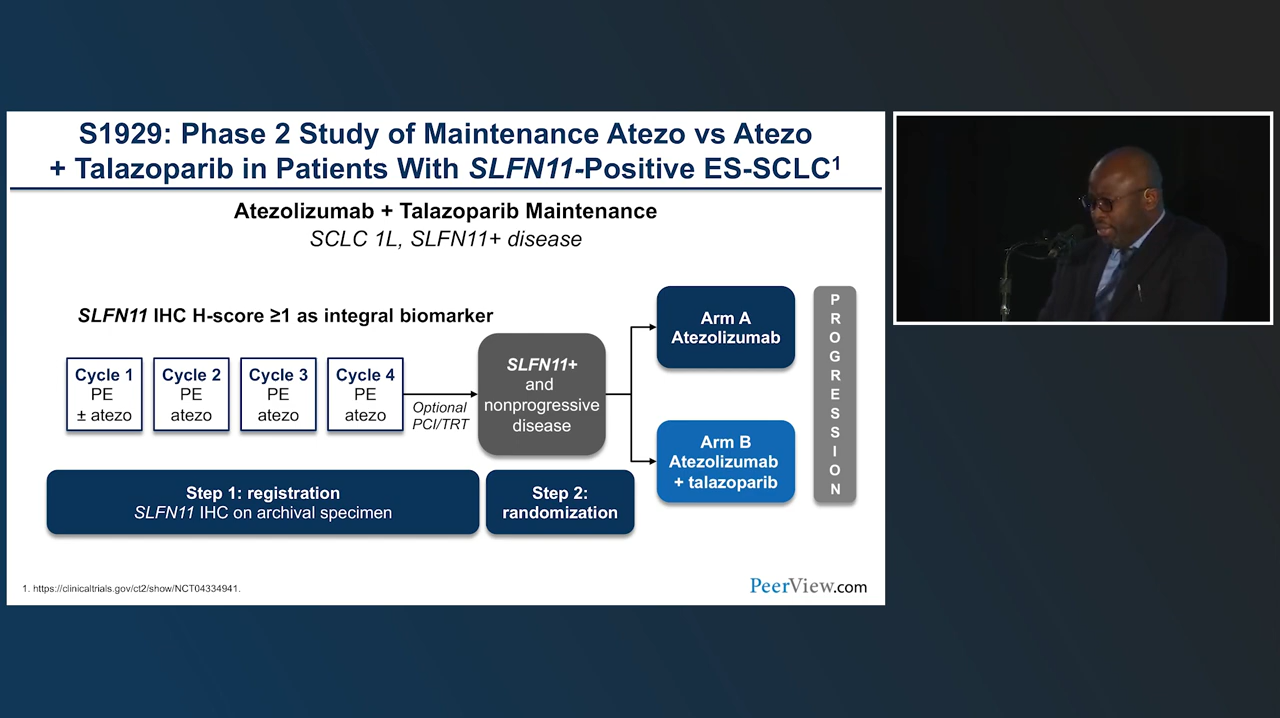 S1929: Phase 2 Study of Maintenance Atezo vs Atezo
+ Talazoparib in Patients With SLFN11-Positive ES-SCLC¹
Atezolizumab + Talazoparib Maintenance
SCLC 1L, SLFN11+ disease
SLFN11 IHC H-score ≥1 as integral biomarker
Cycle 1
PE
± atezo
Cycle 2
PE
atezo
Cycle 3
PE
atezo
Cycle 4
PE
atezo
Optional
PCI/TRT
SLFN11+
and
nonprogressive
disease
Arm A
Atezolizumab
Arm B
Atezolizumab
+ talazoparib
PROGRESSION
Step 1: registration
SLFN11 IHC on archival specimen
Step 2:
randomization
1. https://clinicaltrials.gov/ct2/show/NCT04334941.
PeerView.com